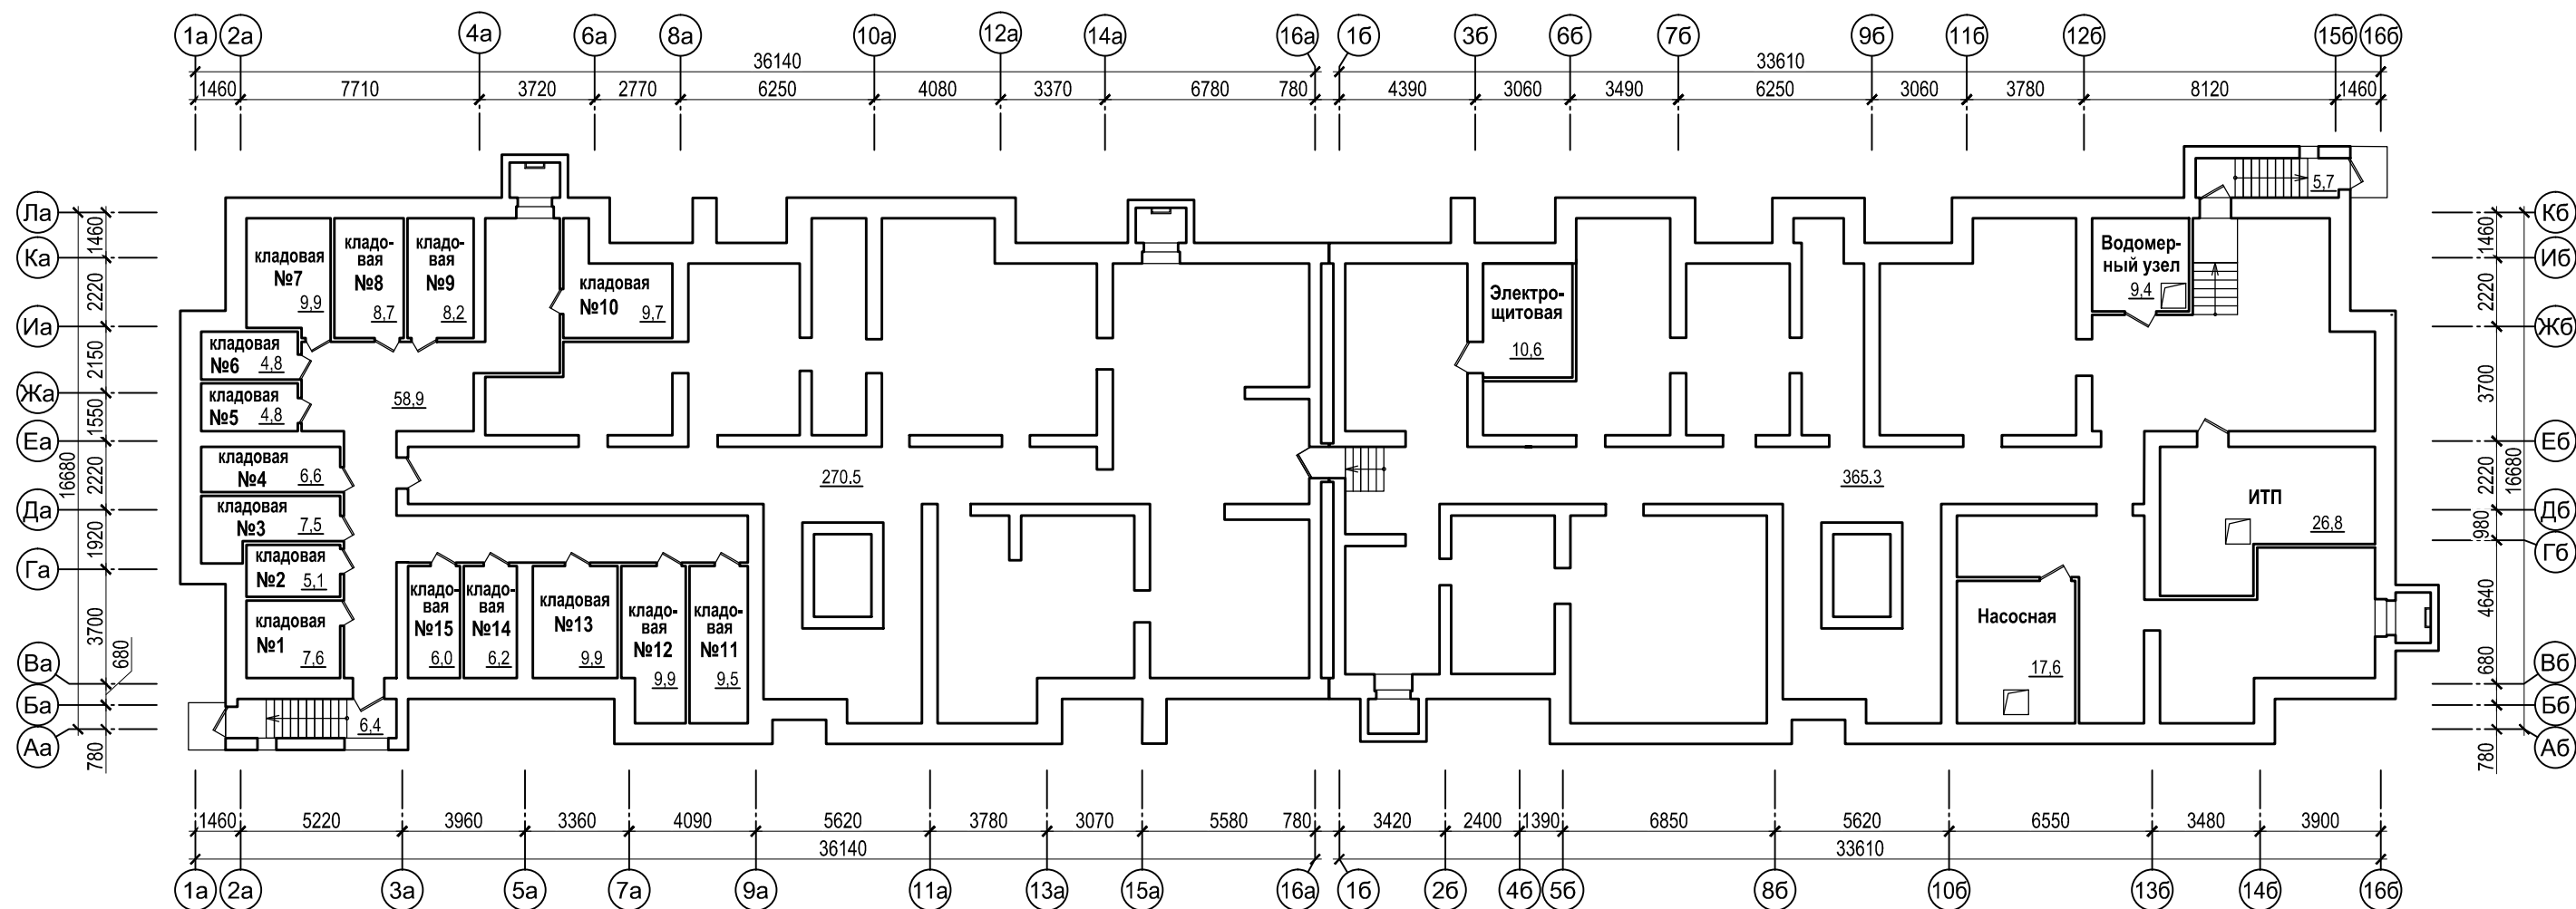 1а 2а 4а 6а 8а 10а 12а 14а 16а 1б 3б 6б 7б 9б 11б 12б 15б 16б
36140 33610
1460 7710 3720 2770 6250 4080 3370 6780 780 4390 3060 3490 6250 3060 3780 8120 1460
Ла
Ка
Иа
Жа
Еа
Да
Га
Ва
Ба
Аа
1460
2220
2150
1550
2220
1920
3700
680
780
16680
кладовая
№7
9,9
кладо-
вая
№8
8,7
кладо-
вая
№9
8,2
кладовая
№10
9,7
кладовая
№6 4,8
кладовая
№5 4,8
58,9
кладовая
№4 6,6
кладовая
№3 7,5
кладовая
№2 5,1
кладовая
№1
7,6
6,4
кладо-
вая
№15
6,0
кладо-
вая
№14
6,2
кладовая
№13
9,9
кладо-
вая
№12
9,9
кладо-
вая
№11
9,5
270,5
Электро-
щитовая
10,6
365,3
Водомер-
ный узел
9,4
5,7
ИТП
26,8
Насосная
17,6
Кб
Иб
Жб
Еб
Дб
Гб
Вб
Бб
Аб
1460
2220
3700
2220
980
4640
680
780
16680
1460 5220 3960 3360 4090 5620 3780 3070 5580 780 3420 2400 1390 6850 5620 6550 3480 3900
36140 33610
1а 2а 3а 5а 7а 9а 11а 13а 15а 16а 1б 2б 4б 5б 8б 10б 13б 14б 16б